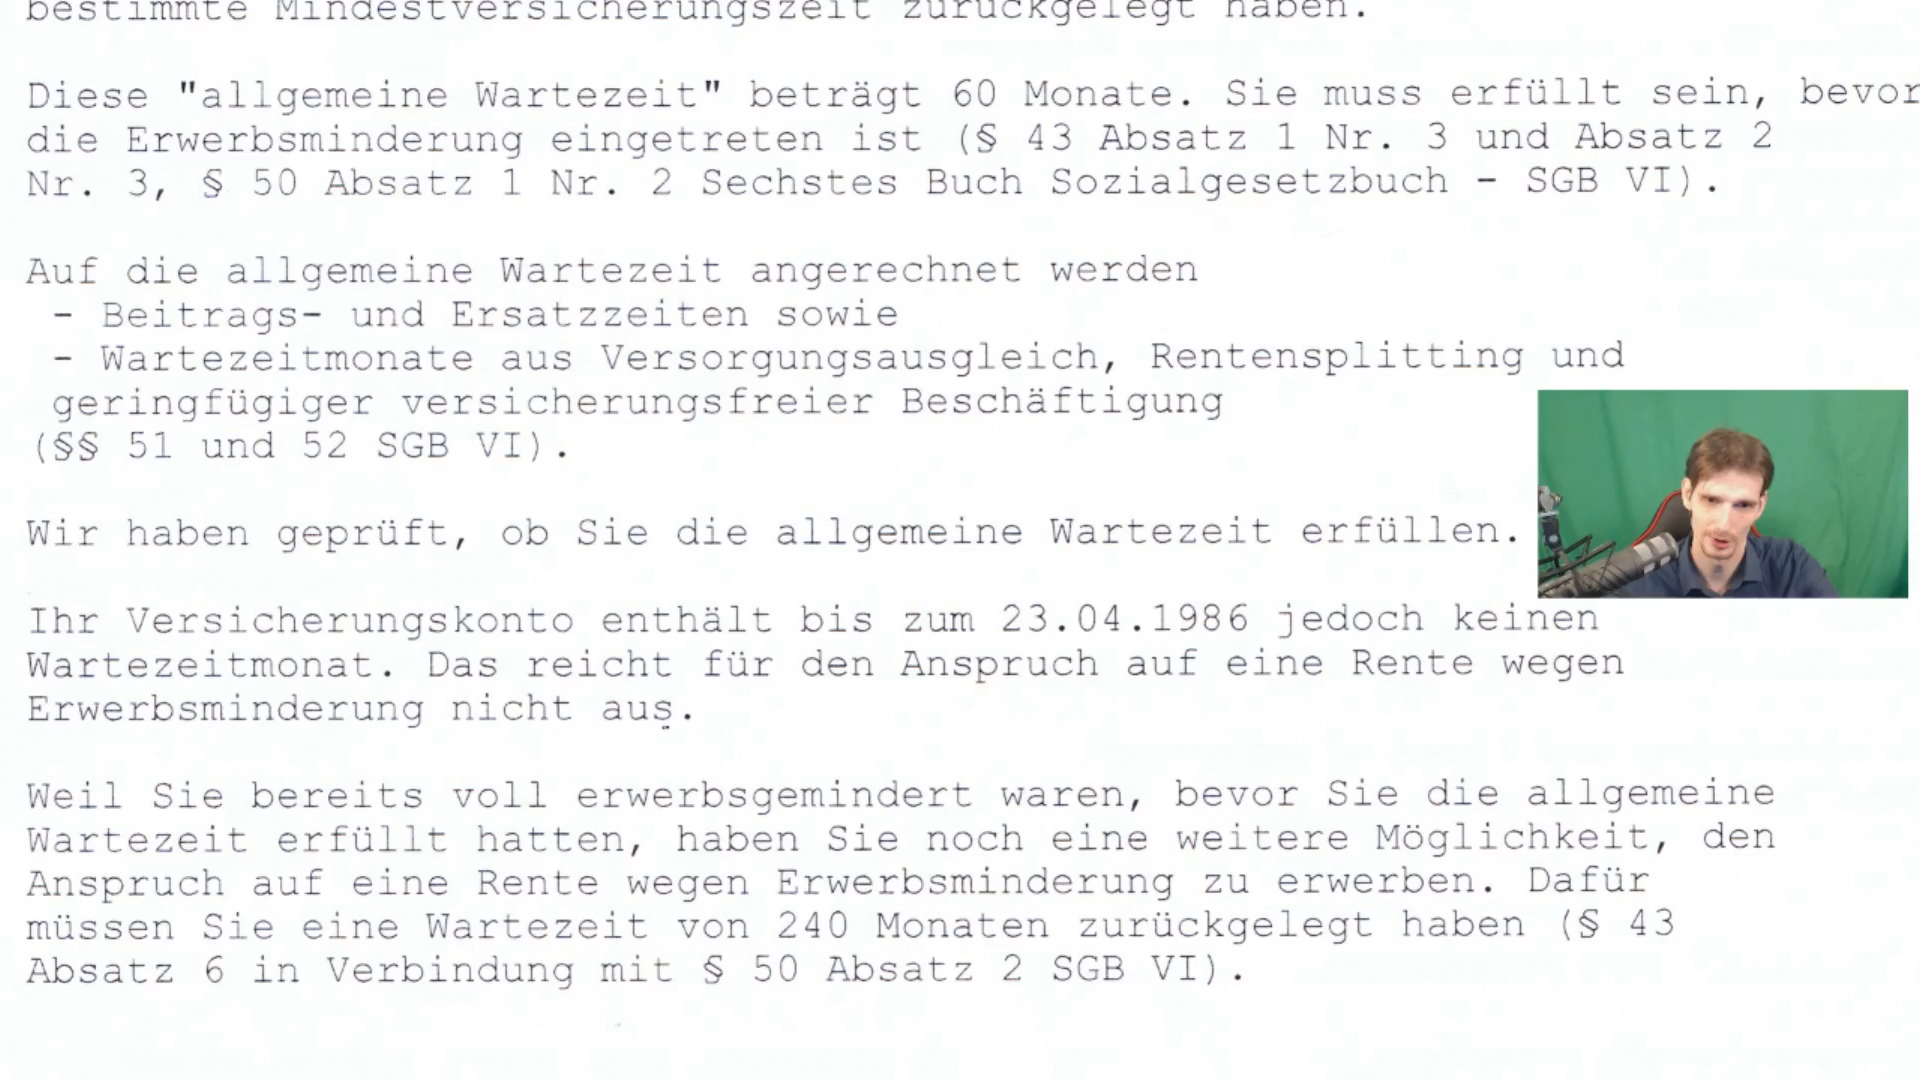 bestimmte Mindestversicherungszeit zurückgelegt haben.
Diese "allgemeine Wartezeit" beträgt 60 Monate. Sie muss erfüllt sein, bevor
die Erwerbsminderung eingetreten ist (§ 43 Absatz 1 Nr. 3 und Absatz 2
Nr. 3, § 50 Absatz 1 Nr. 2 Sechstes Buch Sozialgesetzbuch - SGB VI).
Auf die allgemeine Wartezeit angerechnet werden
- Beitrags- und Ersatzzeiten sowie
- Wartezeitmonate aus Versorgungsausgleich, Rentensplitting und
geringfügiger versicherungsfreier Beschäftigung
(§§ 51 und 52 SGB VI).
Wir haben geprüft, ob Sie die allgemeine Wartezeit erfüllen.
Ihr Versicherungskonto enthält bis zum 23.04.1986 jedoch keinen
Wartezeitmonat. Das reicht für den Anspruch auf eine Rente wegen
Erwerbsminderung nicht aus.
Weil Sie bereits voll erwerbsgemindert waren, bevor Sie die allgemeine
Wartezeit erfüllt hatten, haben Sie noch eine weitere Möglichkeit, den
Anspruch auf eine Rente wegen Erwerbsminderung zu erwerben. Dafür
müssen Sie eine Wartezeit von 240 Monaten zurückgelegt haben (§ 43
Absatz 6 in Verbindung mit § 50 Absatz 2 SGB VI).